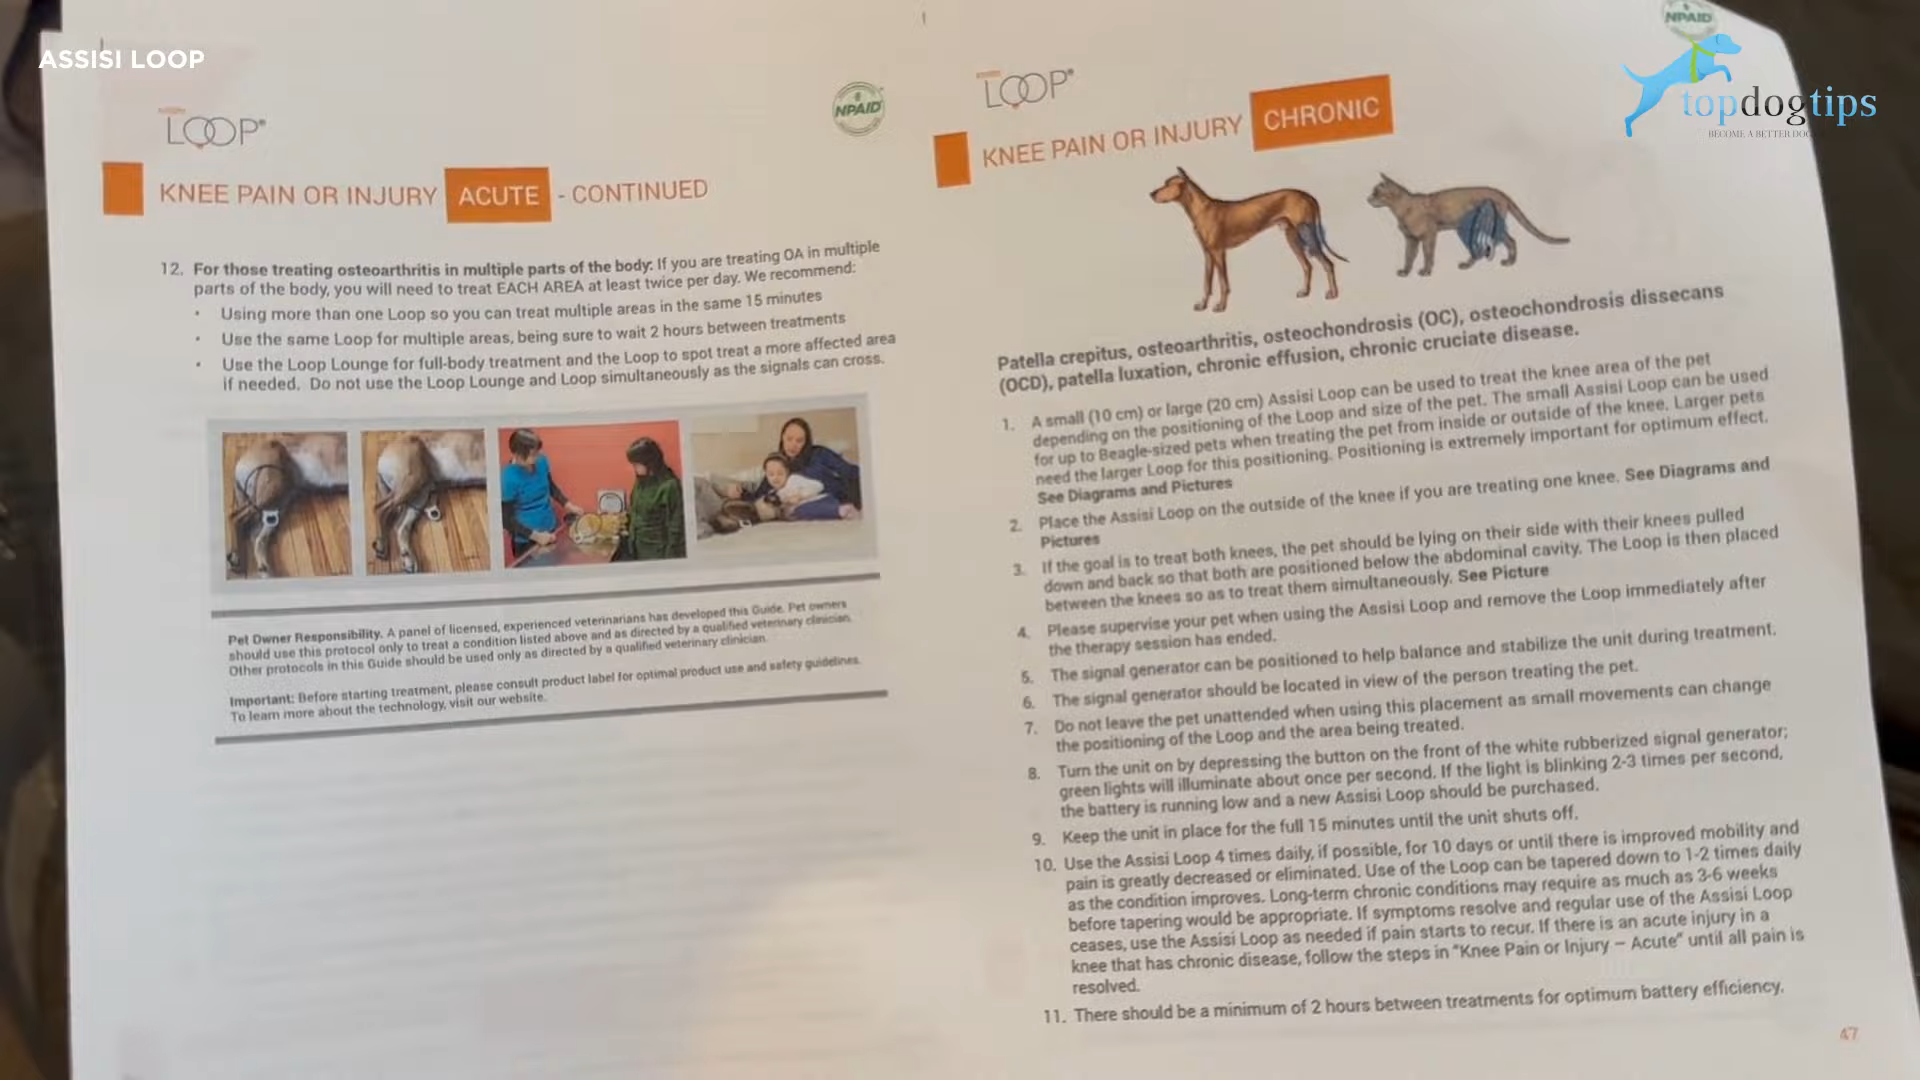 ASSISI LOOP
LOOP®
NPAID
KNEE PAIN OR INJURY ACUTE - CONTINUED
12. For those treating osteoarthritis in multiple parts of the body: If you are treating OA in multiple
parts of the body, you will need to treat EACH AREA at least twice per day. We recommend:
• Using more than one Loop so you can treat multiple areas in the same 15 minutes
• Use the same Loop for multiple areas, being sure to wait 2 hours between treatments
• Use the Loop Lounge for full-body treatment and the Loop to spot treat a more affected area
if needed. Do not use the Loop Lounge and Loop simultaneously as the signals can cross.
Pet Owner Responsibility. A panel of licensed, experienced veterinarians has developed this Guide. Pet owners
should use this protocol only to treat a condition listed above and as directed by a qualified veterinary clinician.
Other protocols in this Guide should be used only as directed by a qualified veterinary clinician.
Important: Before starting treatment, please consult product label for optimal product use and safety guidelines.
To learn more about the technology, visit our website.
LOOP®
NPAID
topdogtips
BECOME A BETTER DOG
KNEE PAIN OR INJURY CHRONIC
Patella crepitus, osteoarthritis, osteochondrosis (OC), osteochondrosis dissecans
(OCD), patella luxation, chronic effusion, chronic cruciate disease.
1. A small (10 cm) or large (20 cm) Assisi Loop can be used to treat the knee area of the pet
depending on the positioning of the Loop and size of the pet. The small Assisi Loop can be used
for up to Beagle-sized pets when treating the pet from inside or outside of the knee. Larger pets
need the larger Loop for this positioning. Positioning is extremely important for optimum effect.
See Diagrams and Pictures
2. Place the Assisi Loop on the outside of the knee if you are treating one knee. See Diagrams and
Pictures
3. If the goal is to treat both knees, the pet should be lying on their side with their knees pulled
down and back so that both are positioned below the abdominal cavity. The Loop is then placed
between the knees so as to treat them simultaneously. See Picture
4. Please supervise your pet when using the Assisi Loop and remove the Loop immediately after
the therapy session has ended.
5. The signal generator can be positioned to help balance and stabilize the unit during treatment.
6. The signal generator should be located in view of the person treating the pet.
7. Do not leave the pet unattended when using this placement as small movements can change
the positioning of the Loop and the area being treated.
8. Turn the unit on by depressing the button on the front of the white rubberized signal generator;
green lights will illuminate about once per second. If the light is blinking 2-3 times per second,
the battery is running low and a new Assisi Loop should be purchased.
9. Keep the unit in place for the full 15 minutes until the unit shuts off.
10. Use the Assisi Loop 4 times daily, if possible, for 10 days or until there is improved mobility and
pain is greatly decreased or eliminated. Use of the Loop can be tapered down to 1-2 times daily
as the condition improves. Long-term chronic conditions may require as much as 3-6 weeks
before tapering would be appropriate. If symptoms resolve and regular use of the Assisi Loop
ceases, use the Assisi Loop as needed if pain starts to recur. If there is an acute injury in a
knee that has chronic disease, follow the steps in "Knee Pain or Injury – Acute" until all pain is
resolved.
11. There should be a minimum of 2 hours between treatments for optimum battery efficiency.
47